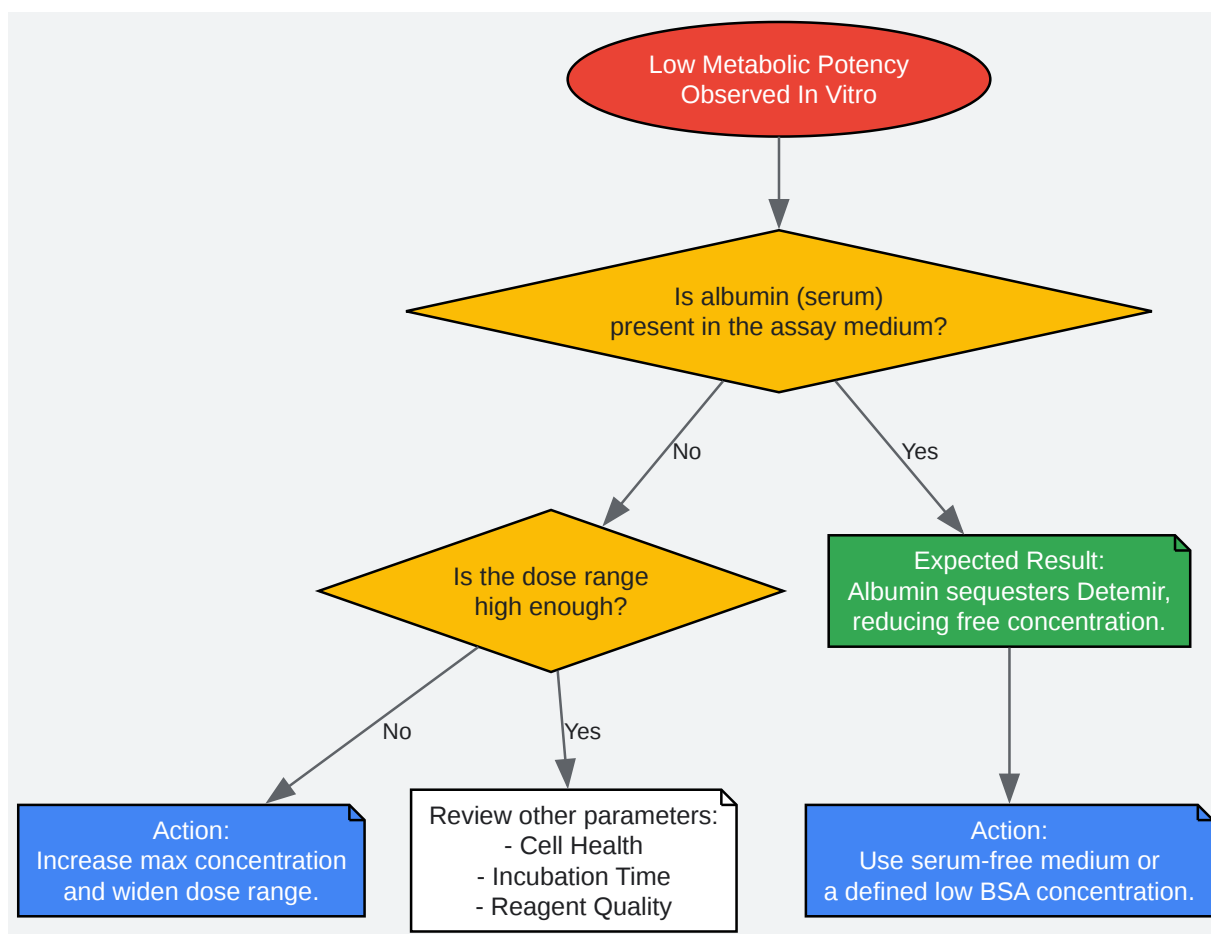 Low Metabolic Potency
Observed In Vitro
Is albumin (serum)
present in the assay medium?
No
Yes
Is the dose range
high enough?
Expected Result:
Albumin sequesters Detemir,
reducing free concentration.
No
Yes
Action:
Increase max concentration
and widen dose range.
Review other parameters:
- Cell Health
- Incubation Time
- Reagent Quality
Action:
Use serum-free medium or
a defined low BSA concentration.